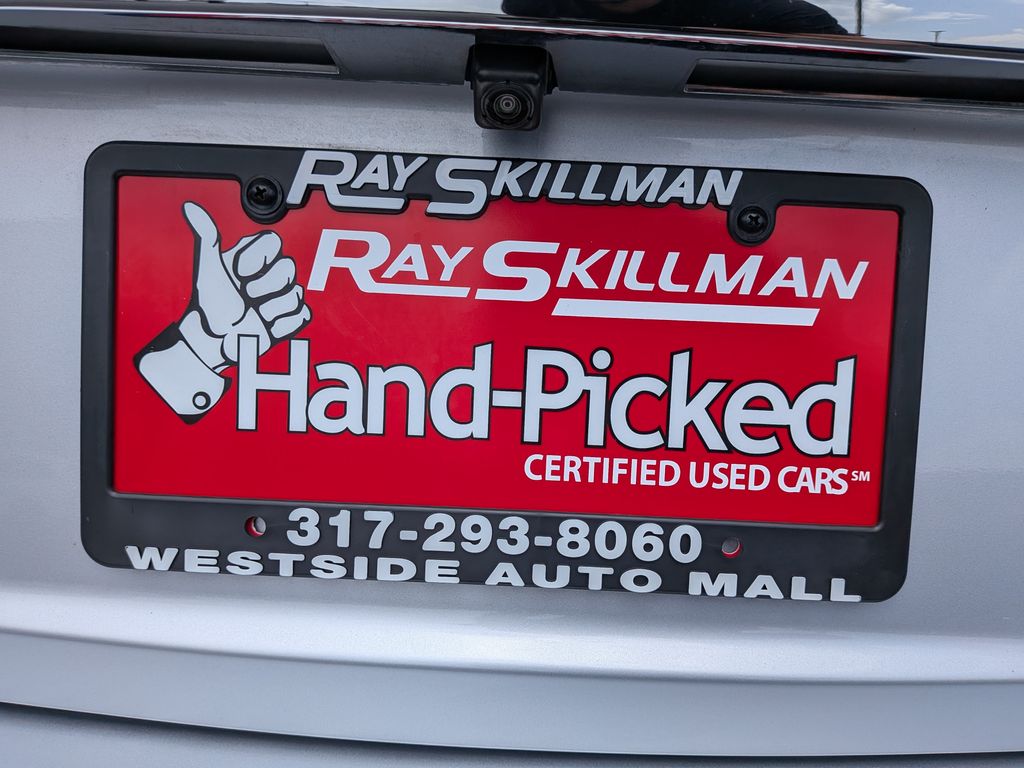 RAY SKILLMAN
RAY SKILLMAN
Hand-Picked
CERTIFIED USED CARS℠
317-293-8060
WESTSIDE AUTO MALL